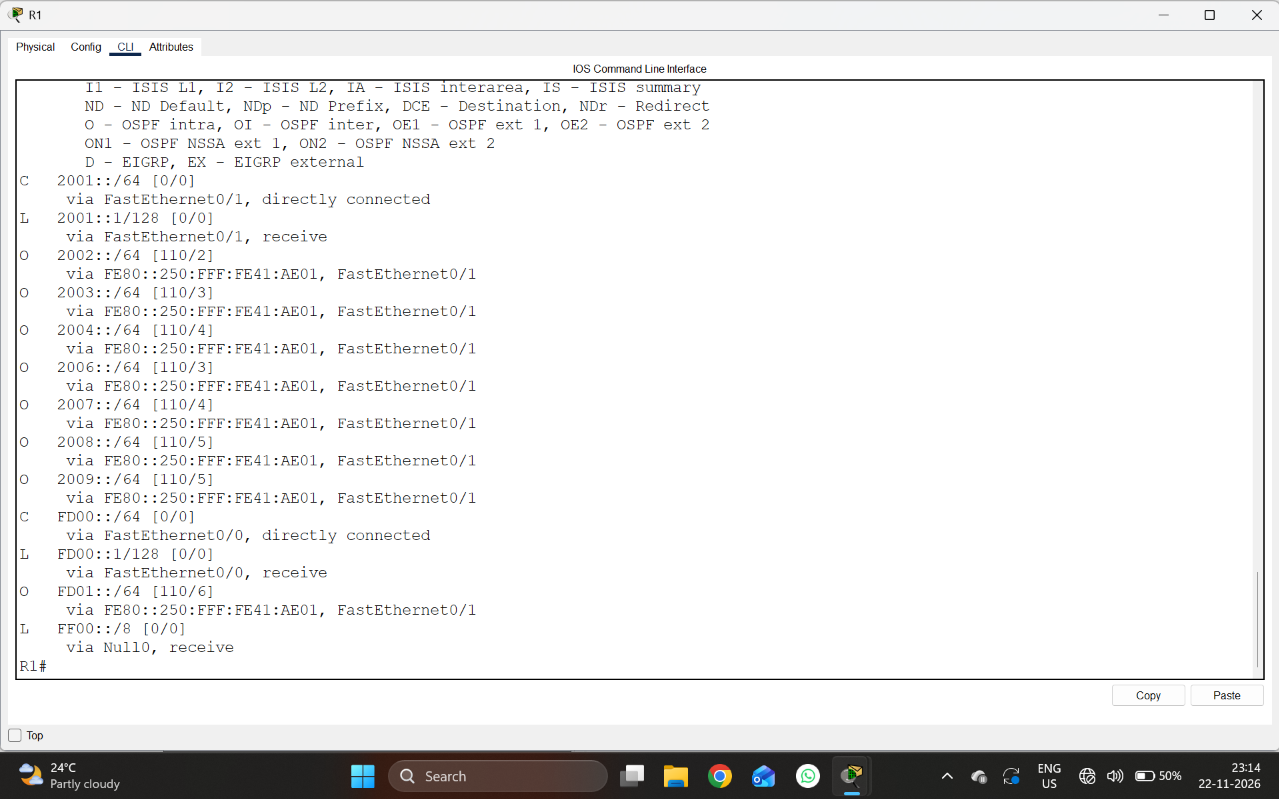 R1
Physical Config CLI Attributes
IOS Command Line Interface
I1 - ISIS L1, I2 - ISIS L2, IA - ISIS interarea, IS - ISIS summary
ND - ND Default, NDp - ND Prefix, DCE - Destination, NDr - Redirect
O - OSPF intra, OI - OSPF inter, OE1 - OSPF ext 1, OE2 - OSPF ext 2
ON1 - OSPF NSSA ext 1, ON2 - OSPF NSSA ext 2
D - EIGRP, EX - EIGRP external
C 2001::/64 [0/0]
via FastEthernet0/1, directly connected
L 2001::1/128 [0/0]
via FastEthernet0/1, receive
O 2002::/64 [110/2]
via FE80::250:FFF:FE41:AE01, FastEthernet0/1
O 2003::/64 [110/3]
via FE80::250:FFF:FE41:AE01, FastEthernet0/1
O 2004::/64 [110/4]
via FE80::250:FFF:FE41:AE01, FastEthernet0/1
O 2006::/64 [110/3]
via FE80::250:FFF:FE41:AE01, FastEthernet0/1
O 2007::/64 [110/4]
via FE80::250:FFF:FE41:AE01, FastEthernet0/1
O 2008::/64 [110/5]
via FE80::250:FFF:FE41:AE01, FastEthernet0/1
O 2009::/64 [110/5]
via FE80::250:FFF:FE41:AE01, FastEthernet0/1
C FD00::/64 [0/0]
via FastEthernet0/0, directly connected
L FD00::1/128 [0/0]
via FastEthernet0/0, receive
O FD01::/64 [110/6]
via FE80::250:FFF:FE41:AE01, FastEthernet0/1
L FF00::/8 [0/0]
via Null0, receive
R1#
Copy Paste
Top
24°C
Partly cloudy
Search
ENG
US
50%
23:14
22-11-2026